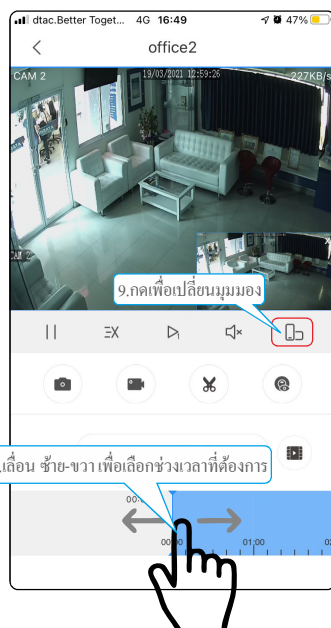 dtac.Better Toget... 4G 16:49 47%
office2
CAM 2 19/03/2021 12:59:26 227KB/s
CAM 2
9.กดเพื่อเปลี่ยนมุมมอง
เลื่อน ซ้าย-ขวา เพื่อเลือกช่วงเวลาที่ต้องการ
00:00 01:00